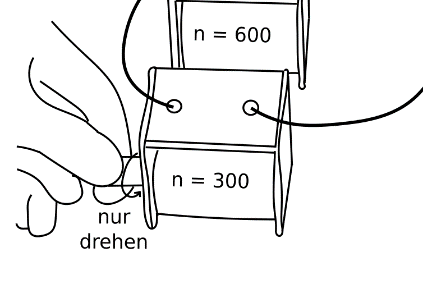 n = 600
n = 300
nur
drehen